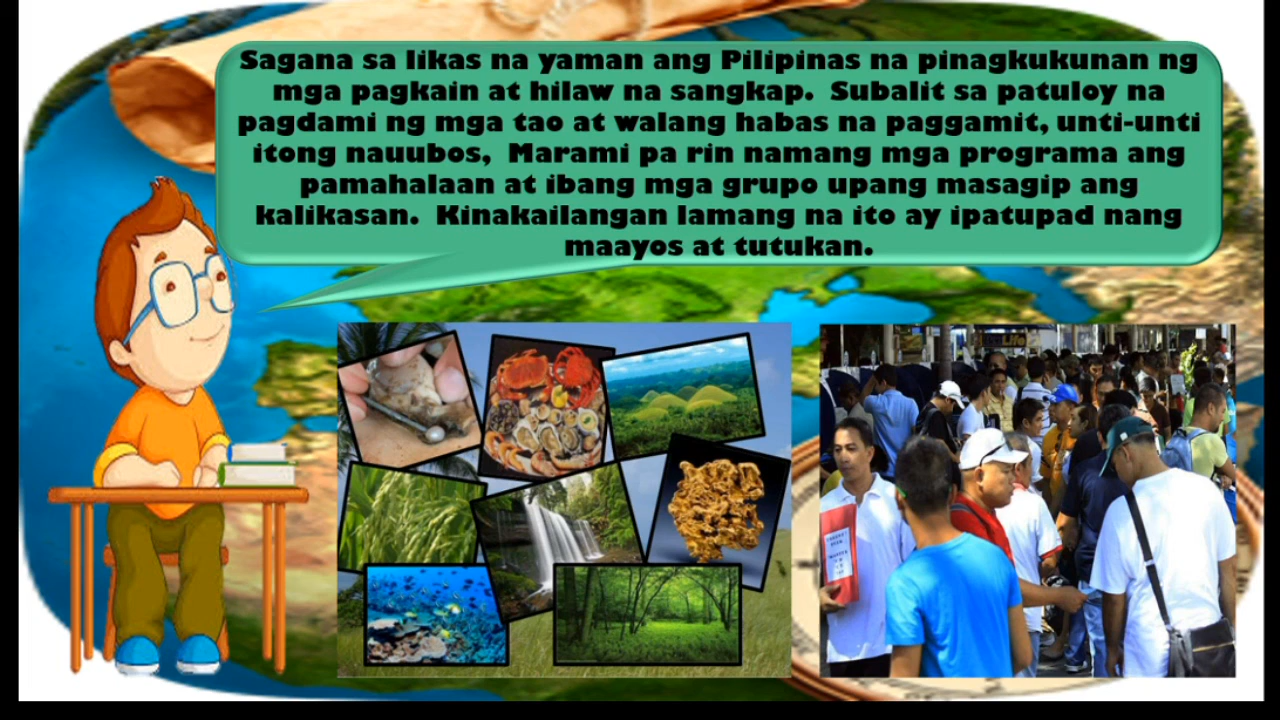 Sagana sa likas na yaman ang Pilipinas na pinagkukunan ng
mga pagkain at hilaw na sangkap.  Subalit sa patuloy na
pagdami ng mga tao at walang habas na paggamit, unti-unti
itong nauubos,  Marami pa rin namang mga programa ang
pamahalaan at ibang mga grupo upang masagip ang
kalikasan.  Kinakailangan lamang na ito ay ipatupad nang
maayos at tutukan.